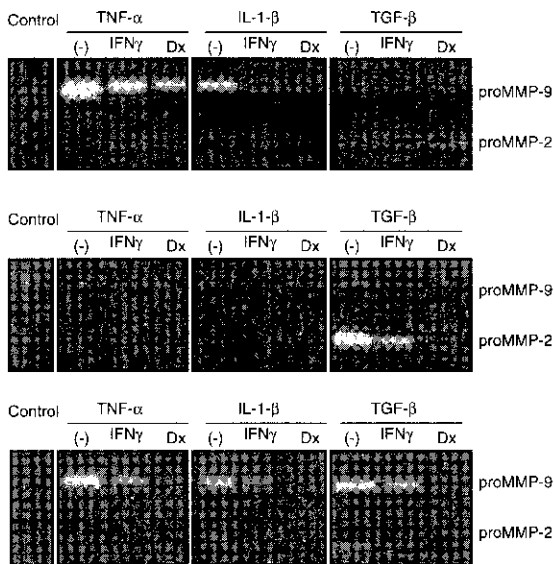 Control TNF-α IL-1-β TGF-β
(-) IFNγ Dx (-) IFNγ Dx (-) IFNγ Dx
proMMP-9
proMMP-2
Control TNF-α IL-1-β TGF-β
(-) IFNγ Dx (-) IFNγ Dx (-) IFNγ Dx
proMMP-9
proMMP-2
Control TNF-α IL-1-β TGF-β
(-) IFNγ Dx (-) IFNγ Dx (-) IFNγ Dx
proMMP-9
proMMP-2